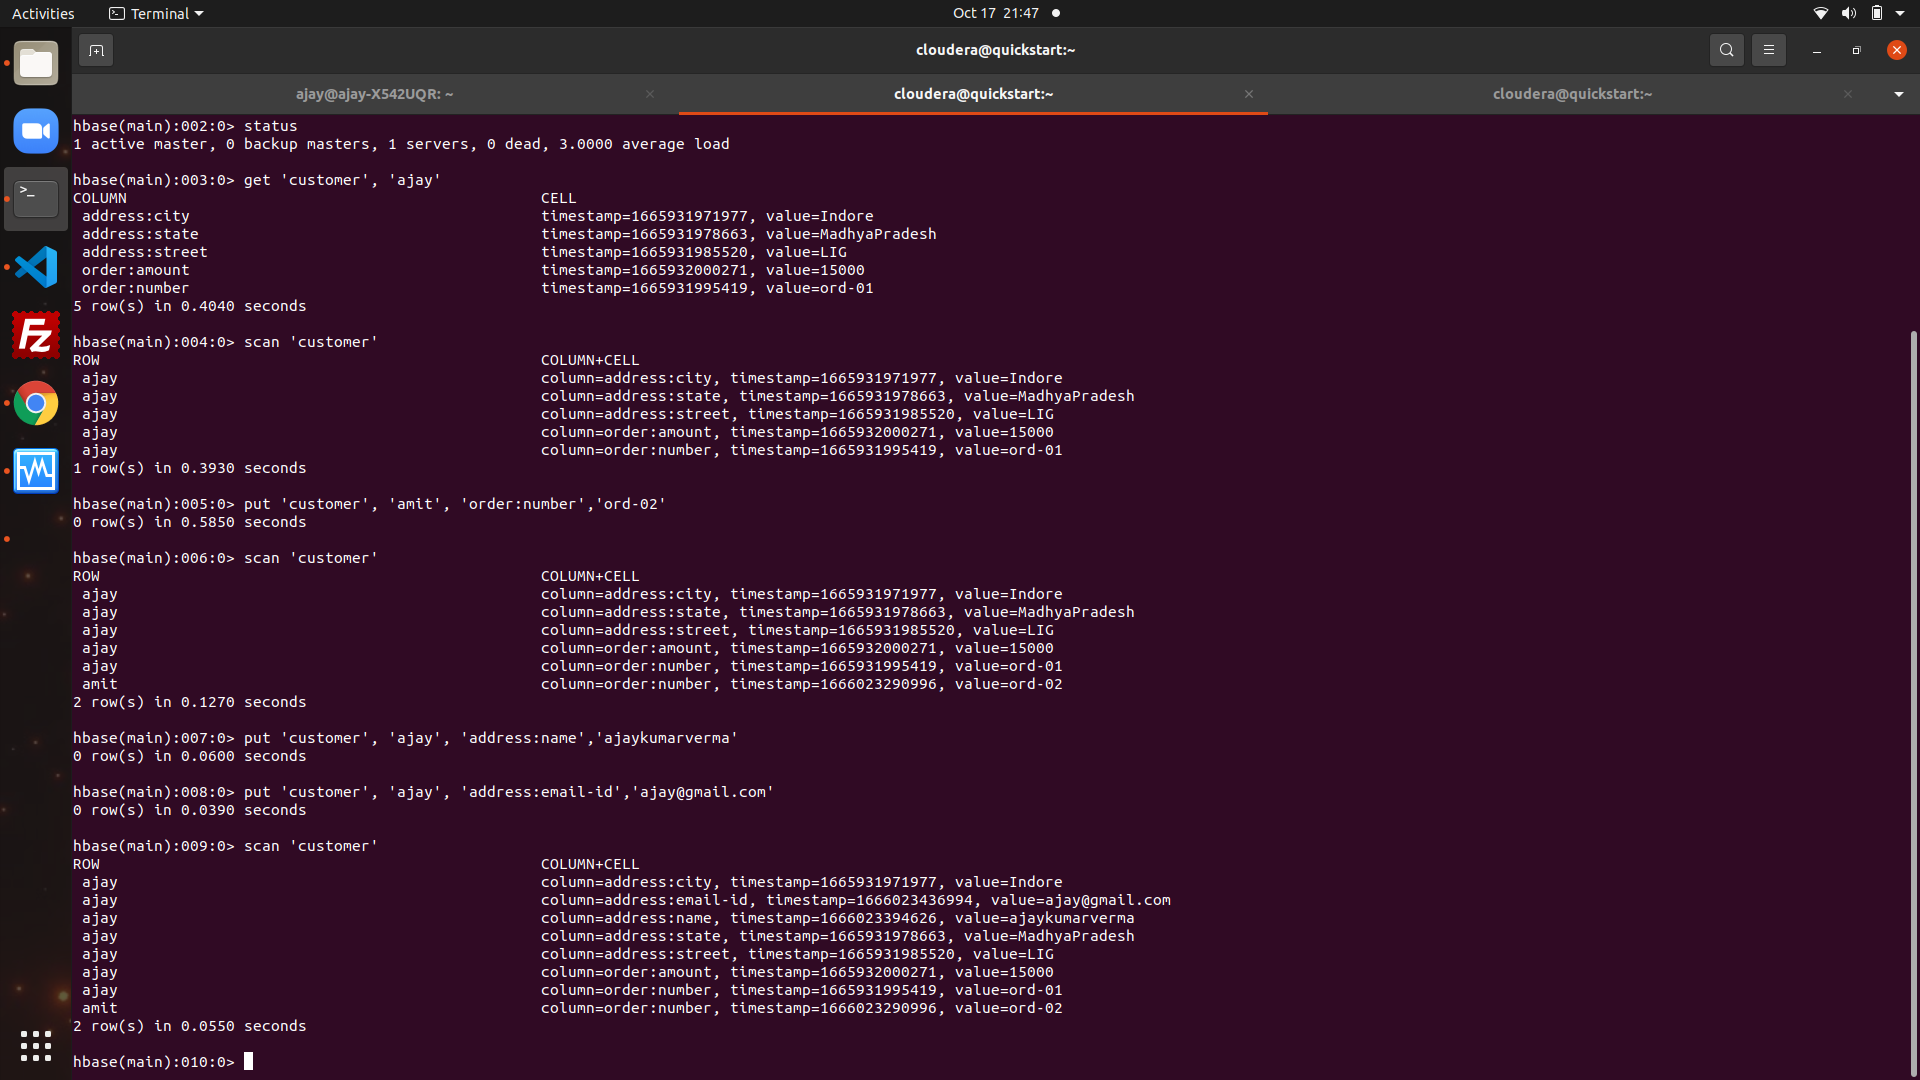 Activities
Terminal
Oct 17 21:47
cloudera@quickstart:~
ajay@ajay-X542UQR: ~
cloudera@quickstart:~
cloudera@quickstart:~
hbase(main):002:0> status
1 active master, 0 backup masters, 1 servers, 0 dead, 3.0000 average load
hbase(main):003:0> get 'customer', 'ajay'
COLUMN CELL
address:city timestamp=1665931971977, value=Indore
address:state timestamp=1665931978663, value=MadhyaPradesh
address:street timestamp=1665931985520, value=LIG
order:amount timestamp=1665932000271, value=15000
order:number timestamp=1665931995419, value=ord-01
5 row(s) in 0.4040 seconds
hbase(main):004:0> scan 'customer'
ROW COLUMN+CELL
ajay column=address:city, timestamp=1665931971977, value=Indore
ajay column=address:state, timestamp=1665931978663, value=MadhyaPradesh
ajay column=address:street, timestamp=1665931985520, value=LIG
ajay column=order:amount, timestamp=1665932000271, value=15000
ajay column=order:number, timestamp=1665931995419, value=ord-01
1 row(s) in 0.3930 seconds
hbase(main):005:0> put 'customer', 'amit', 'order:number','ord-02'
0 row(s) in 0.5850 seconds
hbase(main):006:0> scan 'customer'
ROW COLUMN+CELL
ajay column=address:city, timestamp=1665931971977, value=Indore
ajay column=address:state, timestamp=1665931978663, value=MadhyaPradesh
ajay column=address:street, timestamp=1665931985520, value=LIG
ajay column=order:amount, timestamp=1665932000271, value=15000
ajay column=order:number, timestamp=1665931995419, value=ord-01
amit column=order:number, timestamp=1666023290996, value=ord-02
2 row(s) in 0.1270 seconds
hbase(main):007:0> put 'customer', 'ajay', 'address:name','ajaykumarverma'
0 row(s) in 0.0600 seconds
hbase(main):008:0> put 'customer', 'ajay', 'address:email-id','ajay@gmail.com'
0 row(s) in 0.0390 seconds
hbase(main):009:0> scan 'customer'
ROW COLUMN+CELL
ajay column=address:city, timestamp=1665931971977, value=Indore
ajay column=address:email-id, timestamp=1666023436994, value=ajay@gmail.com
ajay column=address:name, timestamp=1666023394626, value=ajaykumarverma
ajay column=address:state, timestamp=1665931978663, value=MadhyaPradesh
ajay column=address:street, timestamp=1665931985520, value=LIG
ajay column=order:amount, timestamp=1665932000271, value=15000
ajay column=order:number, timestamp=1665931995419, value=ord-01
amit column=order:number, timestamp=1666023290996, value=ord-02
2 row(s) in 0.0550 seconds
hbase(main):010:0>